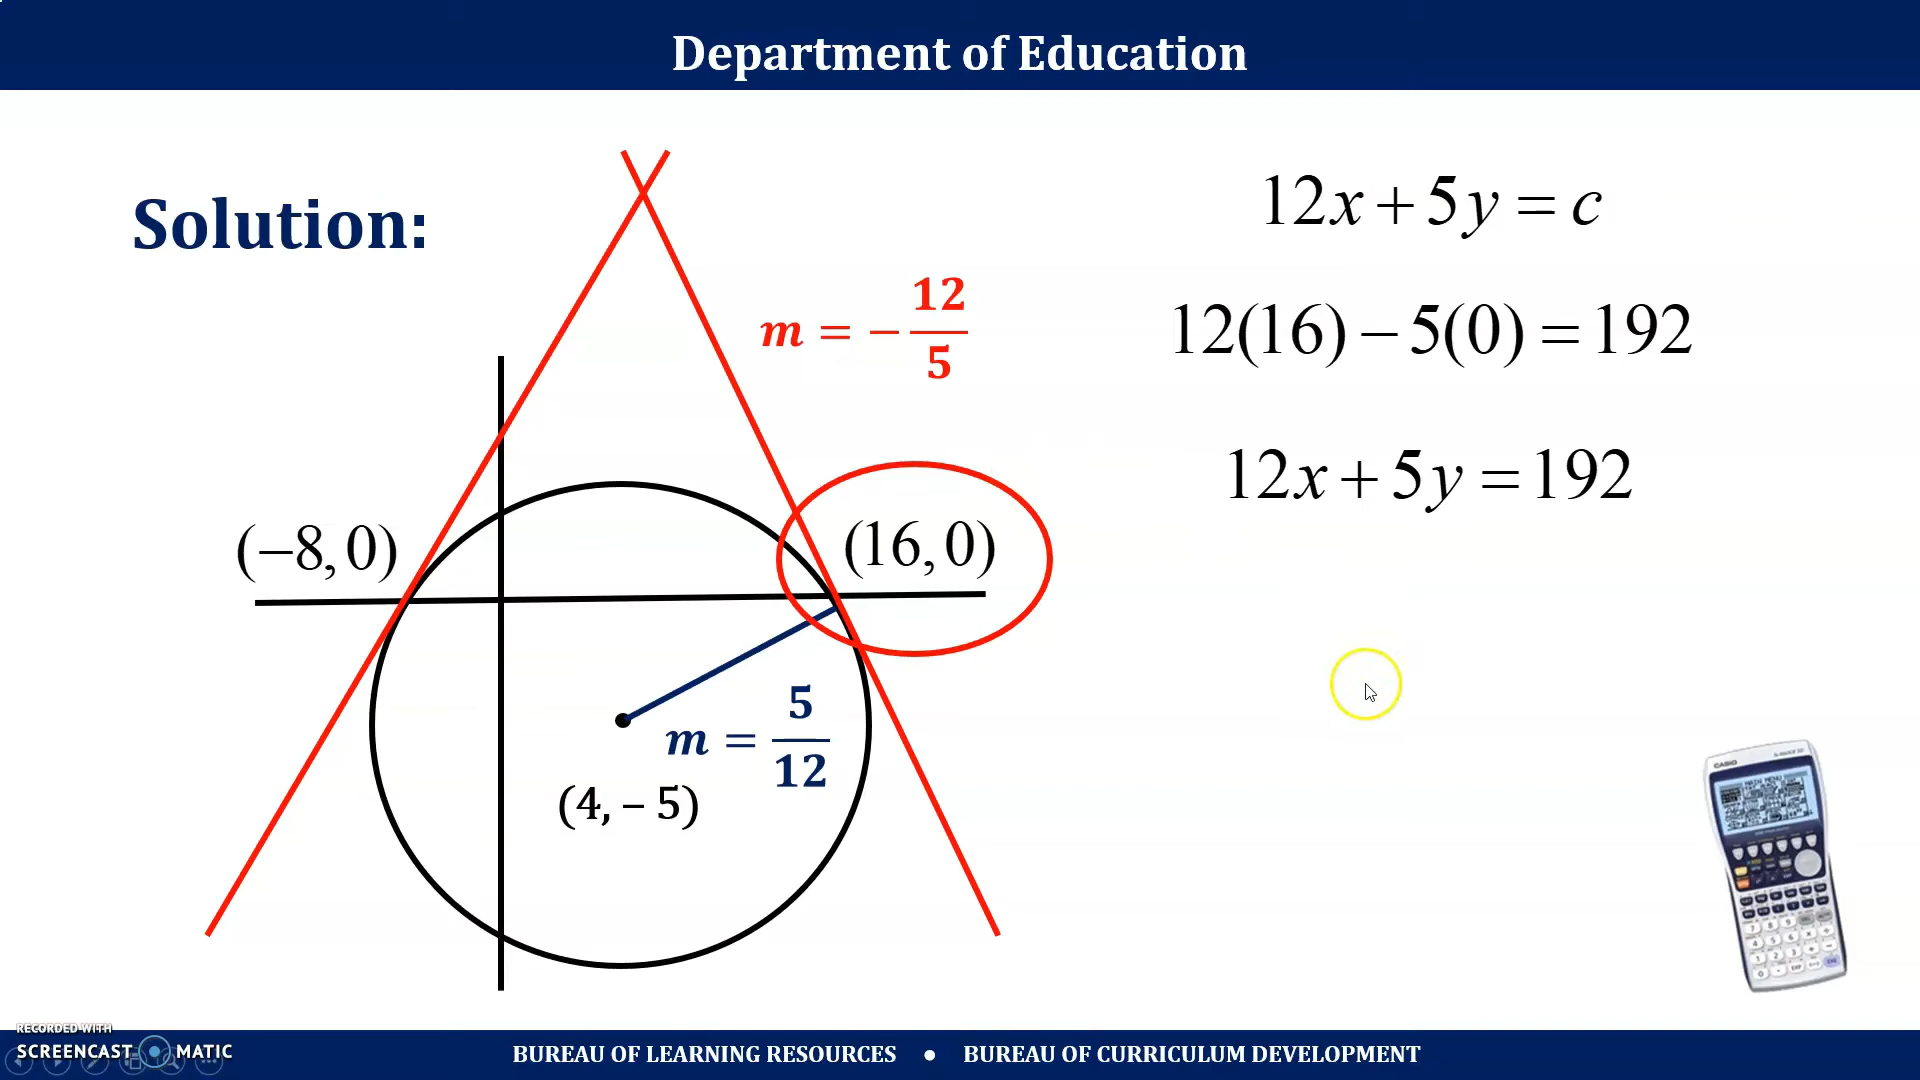 Department of Education
Solution:
12x + 5y = c
m = − 12/5
12(16) − 5(0) = 192
12x + 5y = 192
(−8, 0)
(16, 0)
m = 5/12
(4, − 5)
CASIO
RECORDED WITH
SCREENCAST MATIC
BUREAU OF LEARNING RESOURCES • BUREAU OF CURRICULUM DEVELOPMENT